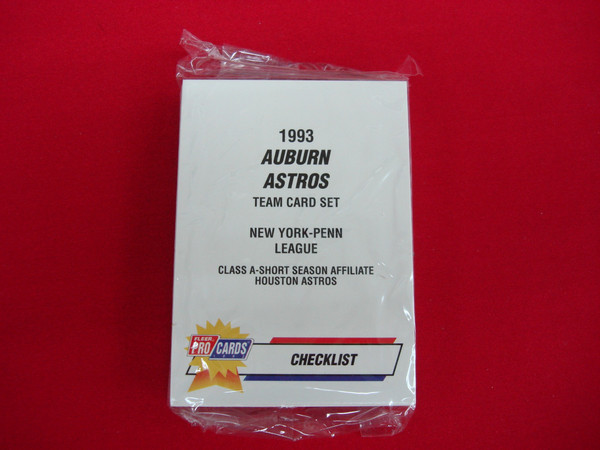 1993
AUBURN
ASTROS
TEAM CARD SET
NEW YORK-PENN
LEAGUE
CLASS A-SHORT SEASON AFFILIATE
HOUSTON ASTROS
FLEER
PRO CARDS
CHECKLIST